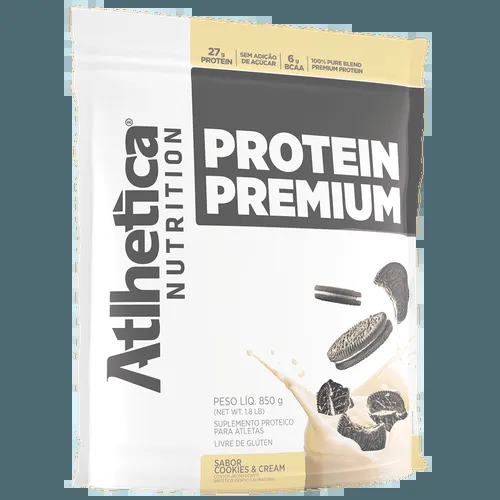 27g PROTEIN
SEM ADIÇÃO DE AÇÚCAR
6g BCAA
100% PURE BLEND PREMIUM PROTEIN
PROTEIN
PREMIUM
Atlhetica®
NUTRITION
PESO LÍQ. 850 g
(NET WT. 1.8 LB)
SUPLEMENTO PROTEICO
PARA ATLETAS
LIVRE DE GLÚTEN
SABOR
COOKIES & CREAM